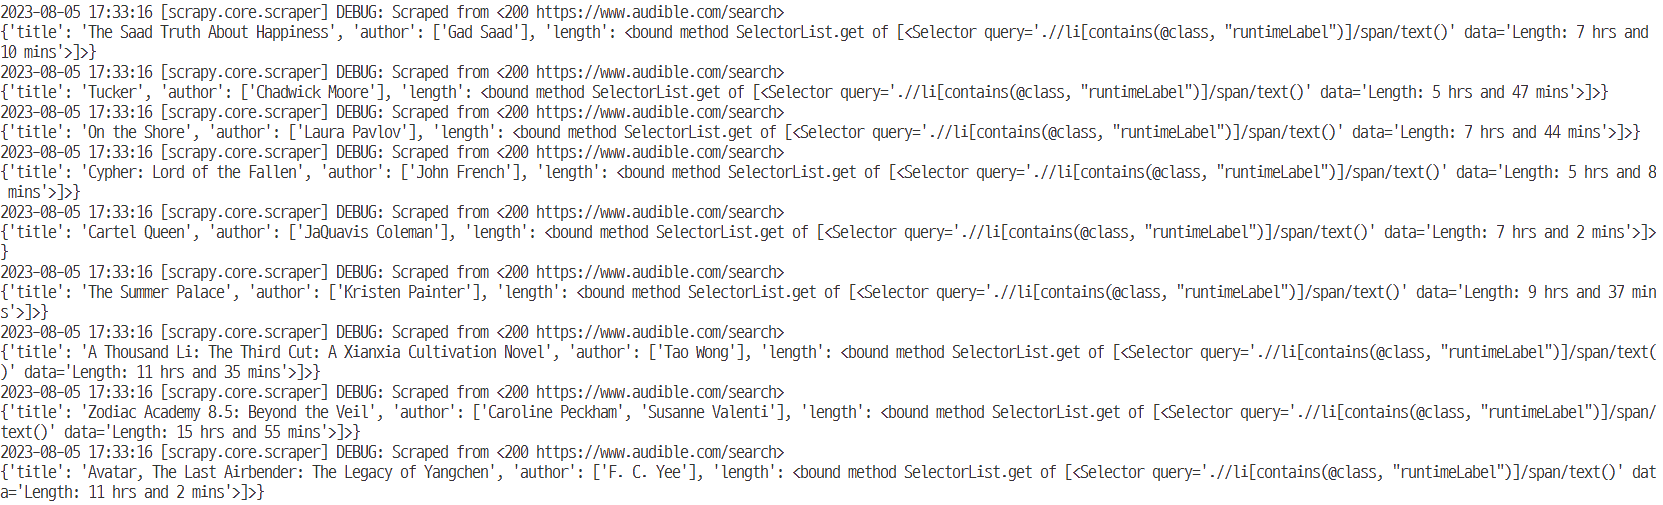 2023-08-05 17:33:16 [scrapy.core.scraper] DEBUG: Scraped from <200 https://www.audible.com/search>
{'title': 'The Saad Truth About Happiness', 'author': ['Gad Saad'], 'length': <bound method SelectorList.get of [<Selector query='.//li[contains(@class, "runtimeLabel")]/span/text()' data='Length: 7 hrs and
10 mins'>]>}
2023-08-05 17:33:16 [scrapy.core.scraper] DEBUG: Scraped from <200 https://www.audible.com/search>
{'title': 'Tucker', 'author': ['Chadwick Moore'], 'length': <bound method SelectorList.get of [<Selector query='.//li[contains(@class, "runtimeLabel")]/span/text()' data='Length: 5 hrs and 47 mins'>]>}
2023-08-05 17:33:16 [scrapy.core.scraper] DEBUG: Scraped from <200 https://www.audible.com/search>
{'title': 'On the Shore', 'author': ['Laura Pavlov'], 'length': <bound method SelectorList.get of [<Selector query='.//li[contains(@class, "runtimeLabel")]/span/text()' data='Length: 7 hrs and 44 mins'>]>}
2023-08-05 17:33:16 [scrapy.core.scraper] DEBUG: Scraped from <200 https://www.audible.com/search>
{'title': 'Cypher: Lord of the Fallen', 'author': ['John French'], 'length': <bound method SelectorList.get of [<Selector query='.//li[contains(@class, "runtimeLabel")]/span/text()' data='Length: 5 hrs and 8
 mins'>]>}
2023-08-05 17:33:16 [scrapy.core.scraper] DEBUG: Scraped from <200 https://www.audible.com/search>
{'title': 'Cartel Queen', 'author': ['JaQuavis Coleman'], 'length': <bound method SelectorList.get of [<Selector query='.//li[contains(@class, "runtimeLabel")]/span/text()' data='Length: 7 hrs and 2 mins'>]>
}
2023-08-05 17:33:16 [scrapy.core.scraper] DEBUG: Scraped from <200 https://www.audible.com/search>
{'title': 'The Summer Palace', 'author': ['Kristen Painter'], 'length': <bound method SelectorList.get of [<Selector query='.//li[contains(@class, "runtimeLabel")]/span/text()' data='Length: 9 hrs and 37 min
s'>]>}
2023-08-05 17:33:16 [scrapy.core.scraper] DEBUG: Scraped from <200 https://www.audible.com/search>
{'title': 'A Thousand Li: The Third Cut: A Xianxia Cultivation Novel', 'author': ['Tao Wong'], 'length': <bound method SelectorList.get of [<Selector query='.//li[contains(@class, "runtimeLabel")]/span/text(
)' data='Length: 11 hrs and 35 mins'>]>}
2023-08-05 17:33:16 [scrapy.core.scraper] DEBUG: Scraped from <200 https://www.audible.com/search>
{'title': 'Zodiac Academy 8.5: Beyond the Veil', 'author': ['Caroline Peckham', 'Susanne Valenti'], 'length': <bound method SelectorList.get of [<Selector query='.//li[contains(@class, "runtimeLabel")]/span/
text()' data='Length: 15 hrs and 55 mins'>]>}
2023-08-05 17:33:16 [scrapy.core.scraper] DEBUG: Scraped from <200 https://www.audible.com/search>
{'title': 'Avatar, The Last Airbender: The Legacy of Yangchen', 'author': ['F. C. Yee'], 'length': <bound method SelectorList.get of [<Selector query='.//li[contains(@class, "runtimeLabel")]/span/text()' dat
a='Length: 11 hrs and 2 mins'>]>}